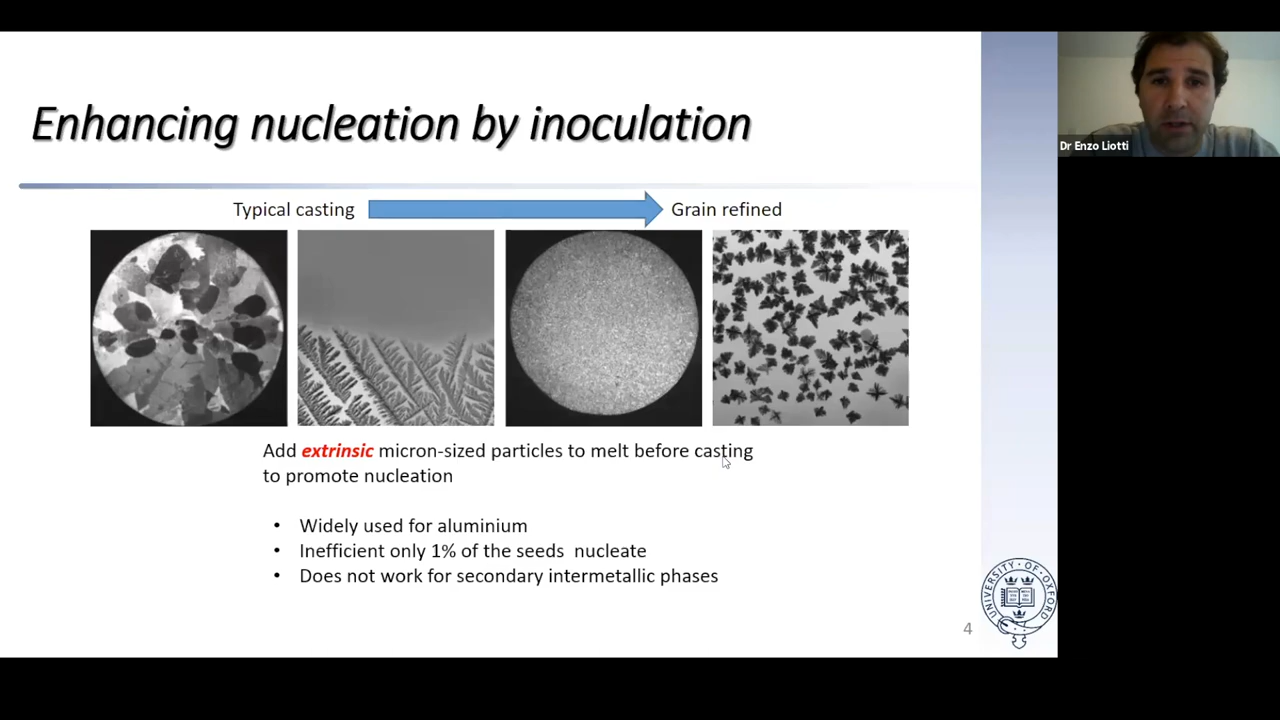 Enhancing nucleation by inoculation
Dr Enzo Liotti
Typical casting
Grain refined
Add extrinsic micron-sized particles to melt before casting
to promote nucleation
• Widely used for aluminium
• Inefficient only 1% of the seeds  nucleate
• Does not work for secondary intermetallic phases
UNIVERSITY · OF · OXFORD
4